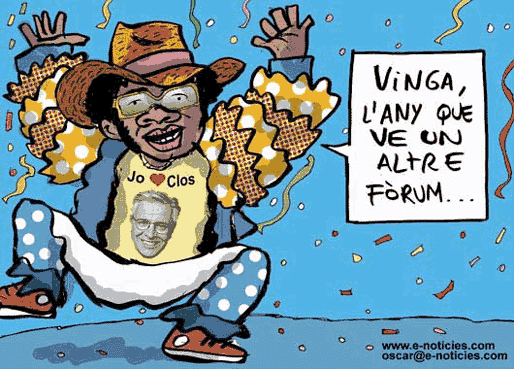 VINGA,
L'ANY QUE
VE UN
ALTRE
FÒRUM...
Jo ❤ Clos
www.e-noticies.com
oscar@e-noticies.com